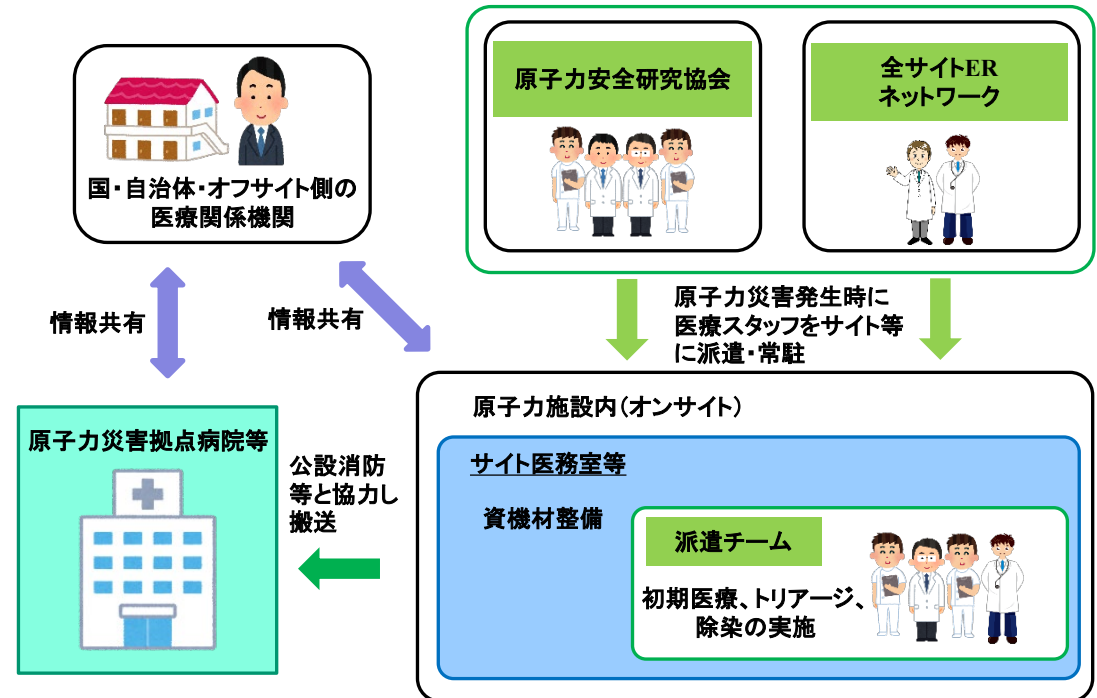 国・自治体・オフサイト側の
医療関係機関
原子力安全研究協会
全サイトER
ネットワーク
情報共有
情報共有
原子力災害発生時に
医療スタッフをサイト等
に派遣・常駐
原子力災害拠点病院等
公設消防
等と協力し
搬送
原子力施設内(オンサイト)
サイト医務室等
資機材整備
派遣チーム
初期医療、トリアージ、
除染の実施